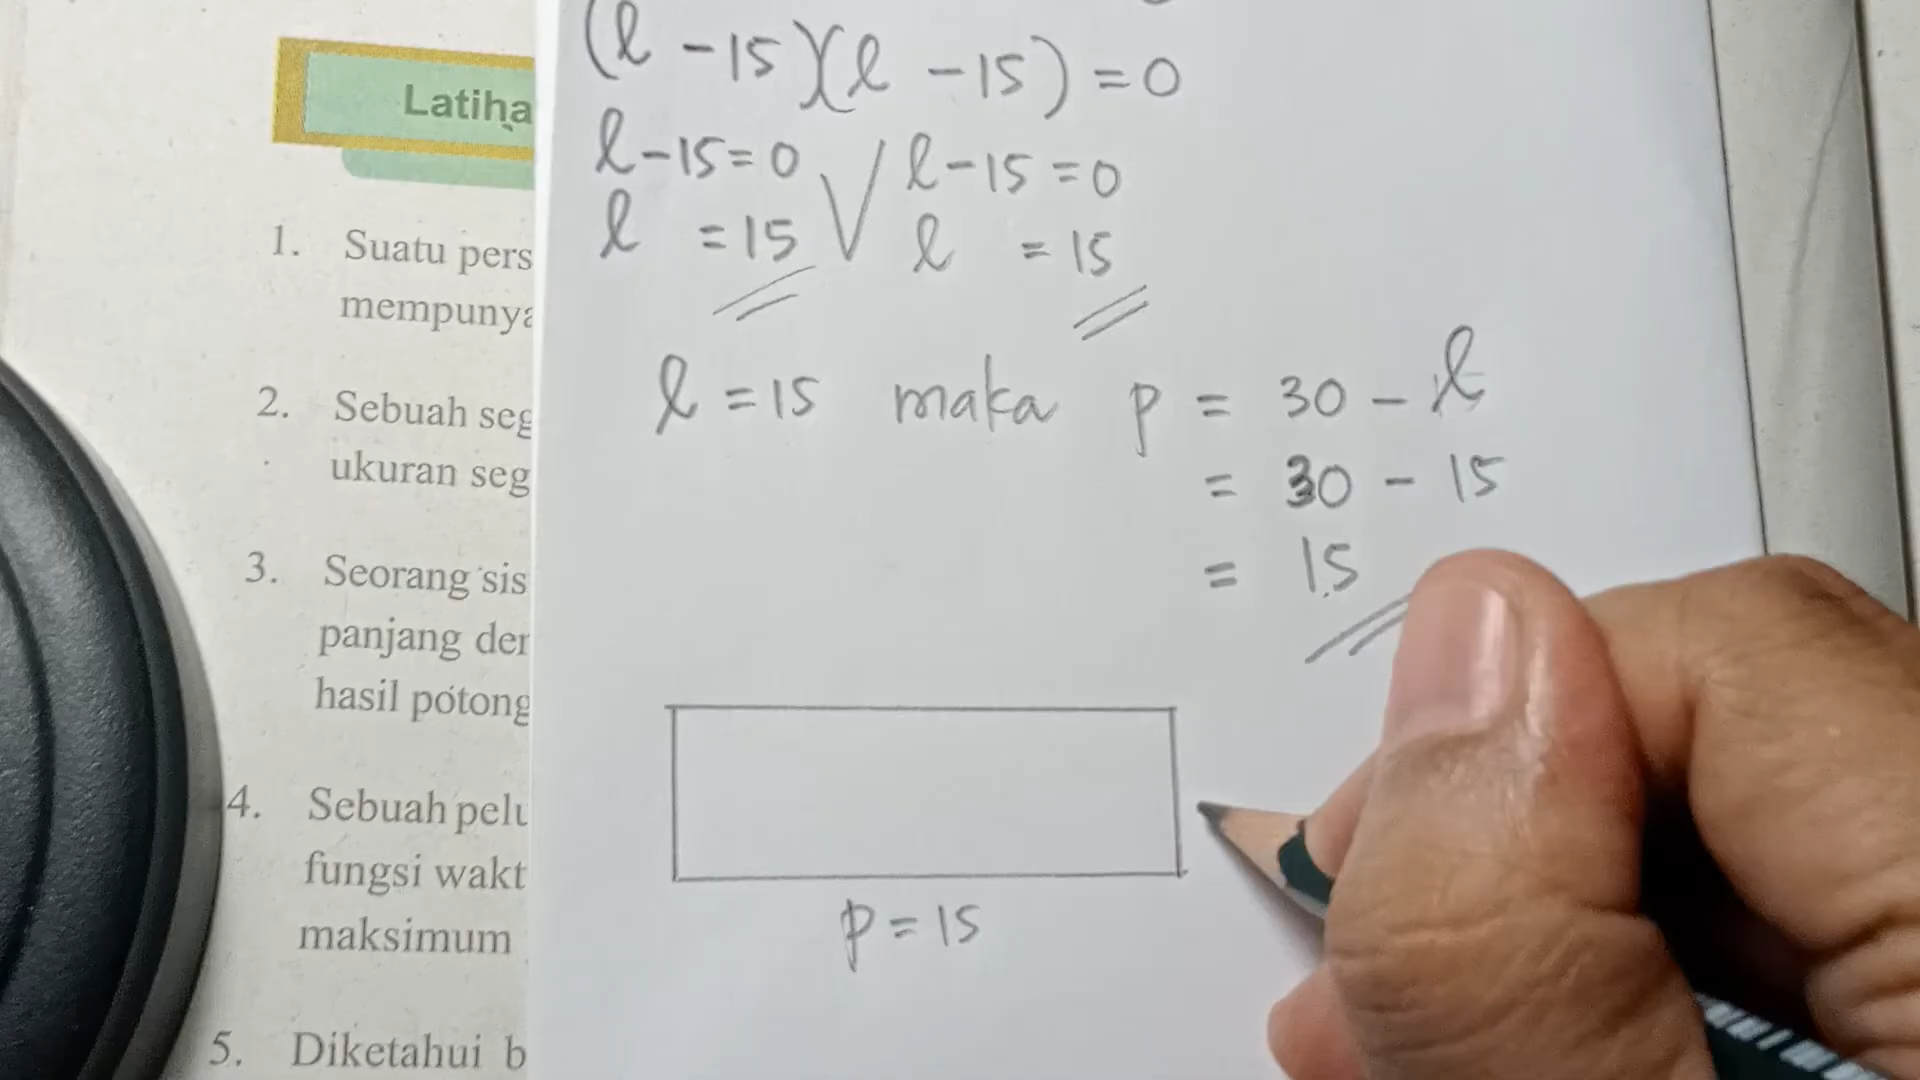 Latiha
1. Suatu pers
mempunya
2. Sebuah seg
ukuran seg
3. Seorang sis
panjang der
hasil potong
4. Sebuah pelu
fungsi wakt
maksimum
5. Diketahui b
(l - 15)(l - 15) = 0
l - 15 = 0 ∨ l - 15 = 0
l = 15 l = 15
l = 15 maka p = 30 - l
= 30 - 15
= 15
p = 15